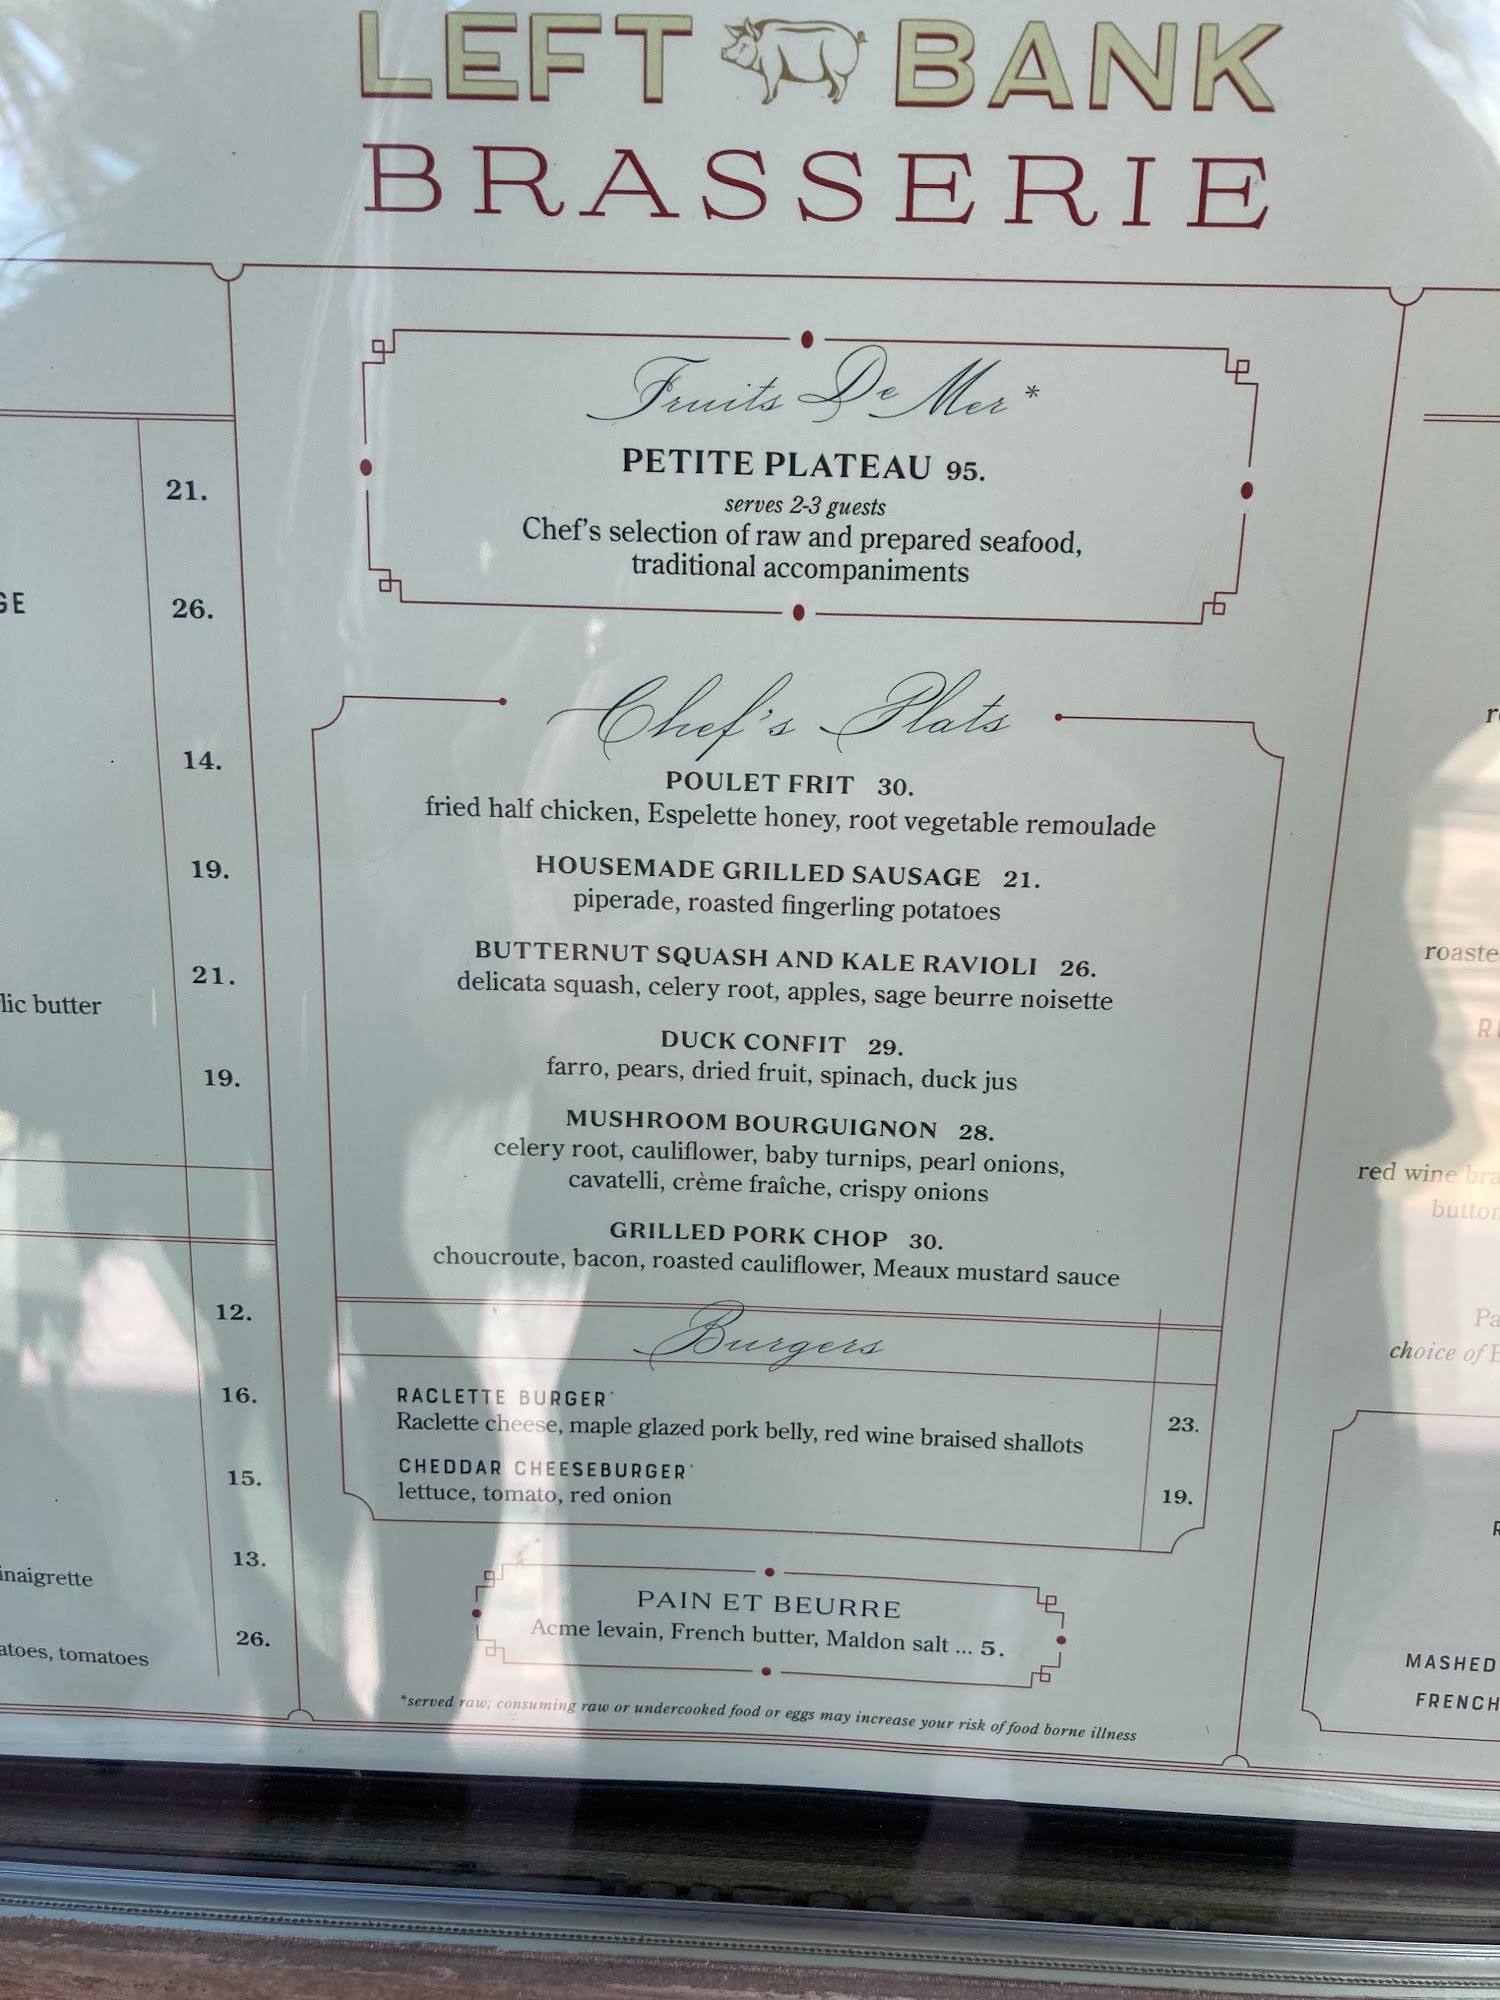 LEFT BANK
BRASSERIE
21.
26.
14.
19.
21.
butter
19.
12.
16.
15.
13.
26.
tomatoes
Fruits De Mer *
PETITE PLATEAU 95.
serves 2-3 guests
Chef's selection of raw and prepared seafood,
traditional accompaniments
Chef's Plats
POULET FRIT 30.
fried half chicken, Espelette honey, root vegetable remoulade
HOUSEMADE GRILLED SAUSAGE 21.
piperade, roasted fingerling potatoes
BUTTERNUT SQUASH AND KALE RAVIOLI 26.
delicata squash, celery root, apples, sage beurre noisette
DUCK CONFIT 29.
farro, pears, dried fruit, spinach, duck jus
MUSHROOM BOURGUIGNON 28.
celery root, cauliflower, baby turnips, pearl onions,
cavatelli, crème fraîche, crispy onions
GRILLED PORK CHOP 30.
choucroute, bacon, roasted cauliflower, Meaux mustard sauce
Burgers
RACLETTE BURGER*
Raclette cheese, maple glazed pork belly, red wine braised shallots
23.
CHEDDAR CHEESEBURGER*
lettuce, tomato, red onion
19.
PAIN ET BEURRE
Acme levain, French butter, Maldon salt ... 5.
*served raw; consuming raw or undercooked food or eggs may increase your risk of food borne illness
red wine
choice of
MASHED
FRENCH